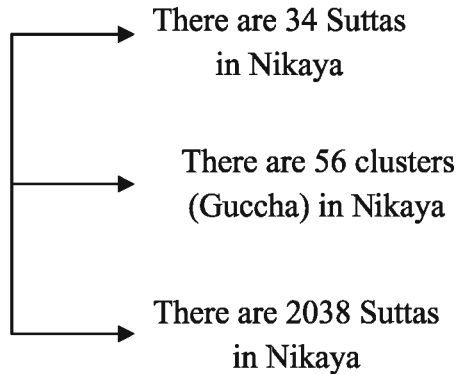 There are 34 Suttas
in Nikaya
There are 56 clusters
(Guccha) in Nikaya
There are 2038 Suttas
in Nikaya